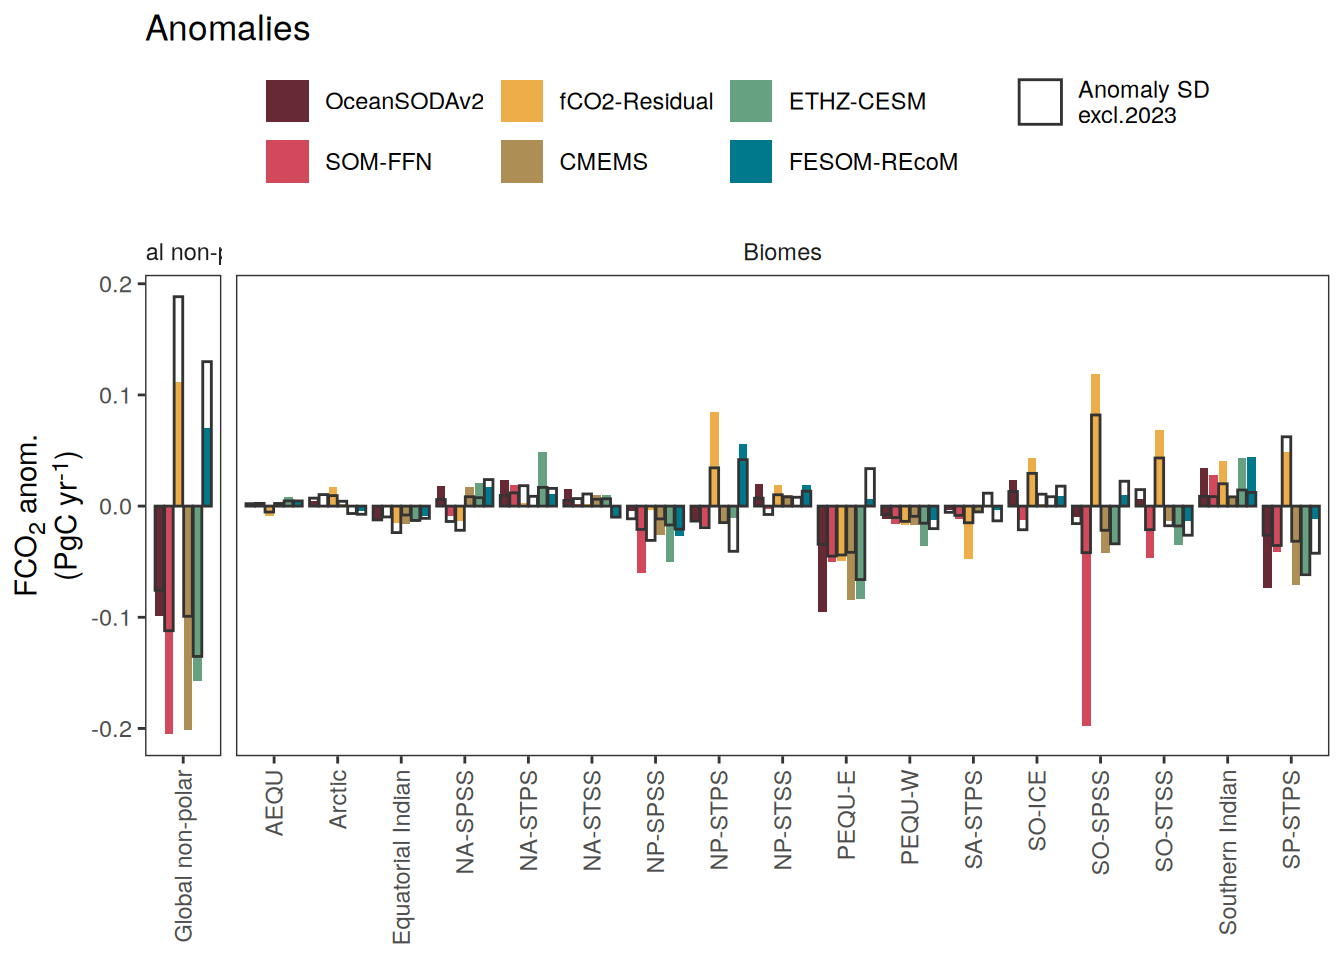 Anomalies
OceanSODAv2
fCO2-Residual
ETHZ-CESM
Anomaly SD
excl.2023
SOM-FFN
CMEMS
FESOM-REcoM
al non-p
Biomes
FCO2 anom.
(PgC yr-1)
0.2
0.1
0.0
-0.1
-0.2
Global non-polar
AEQU
Arctic
Equatorial Indian
NA-SPSS
NA-STPS
NA-STSS
NP-SPSS
NP-STPS
NP-STSS
PEQU-E
PEQU-W
SA-STPS
SO-ICE
SO-SPSS
SO-STSS
Southern Indian
SP-STPS